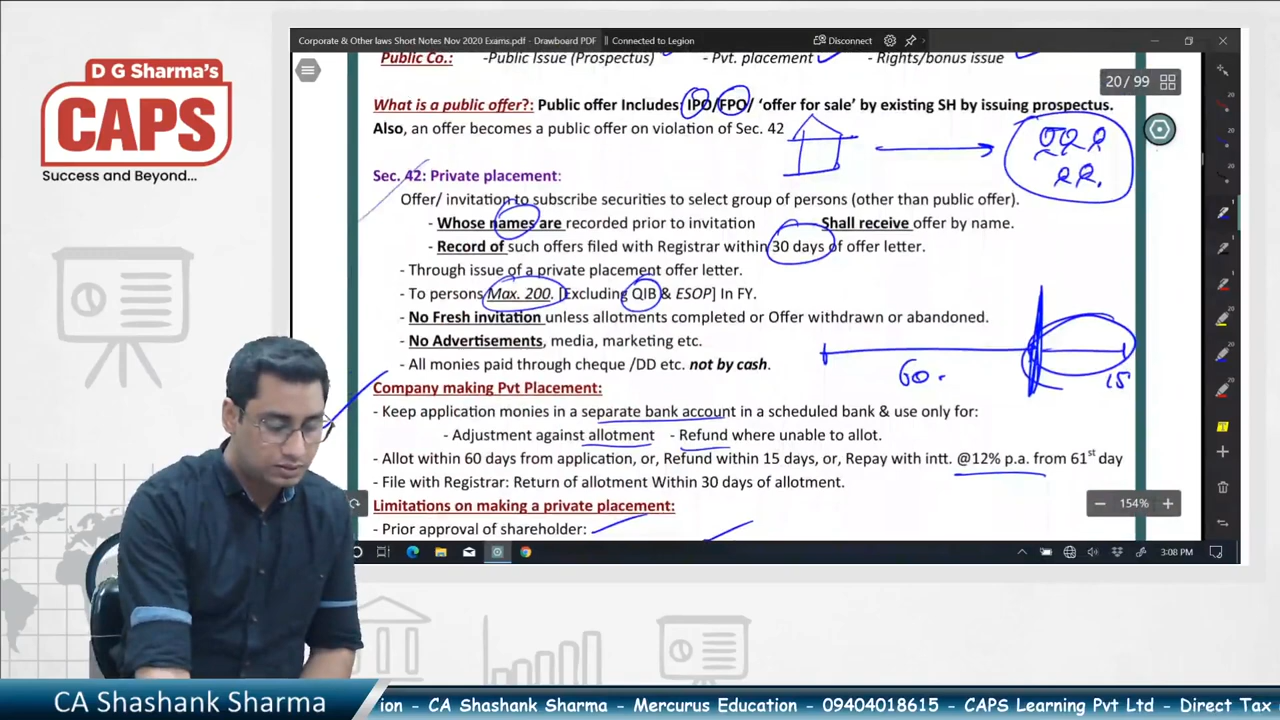 Corporate & Other laws Short Notes Nov 2020 Exams.pdf - Drawboard PDF
Connected to Legion
Disconnect
D G Sharma's
CAPS
Success and Beyond...
20 / 99
Public Co.: -Public Issue (Prospectus) - Pvt. placement - Rights/bonus issue
What is a public offer?: Public offer Includes: IPO/FPO/ 'offer for sale' by existing SH by issuing prospectus.
Also, an offer becomes a public offer on violation of Sec. 42
Sec. 42: Private placement:
Offer/ invitation to subscribe securities to select group of persons (other than public offer).
- Whose names are recorded prior to invitation Shall receive offer by name.
- Record of such offers filed with Registrar within 30 days of offer letter.
- Through issue of a private placement offer letter.
- To persons Max. 200. [Excluding QIB & ESOP] In FY.
- No Fresh invitation unless allotments completed or Offer withdrawn or abandoned.
- No Advertisements, media, marketing etc.
- All monies paid through cheque /DD etc. not by cash.
60
15
Company making Pvt Placement:
- Keep application monies in a separate bank account in a scheduled bank & use only for:
- Adjustment against allotment - Refund where unable to allot.
- Allot within 60 days from application, or, Refund within 15 days, or, Repay with intt. @12% p.a. from 61st day
- File with Registrar: Return of allotment Within 30 days of allotment.
Limitations on making a private placement:
- Prior approval of shareholder:
154%
3:08 PM
CA Shashank Sharma
ion - CA Shashank Sharma - Mercurus Education - 09404018615 - CAPS Learning Pvt Ltd - Direct Tax